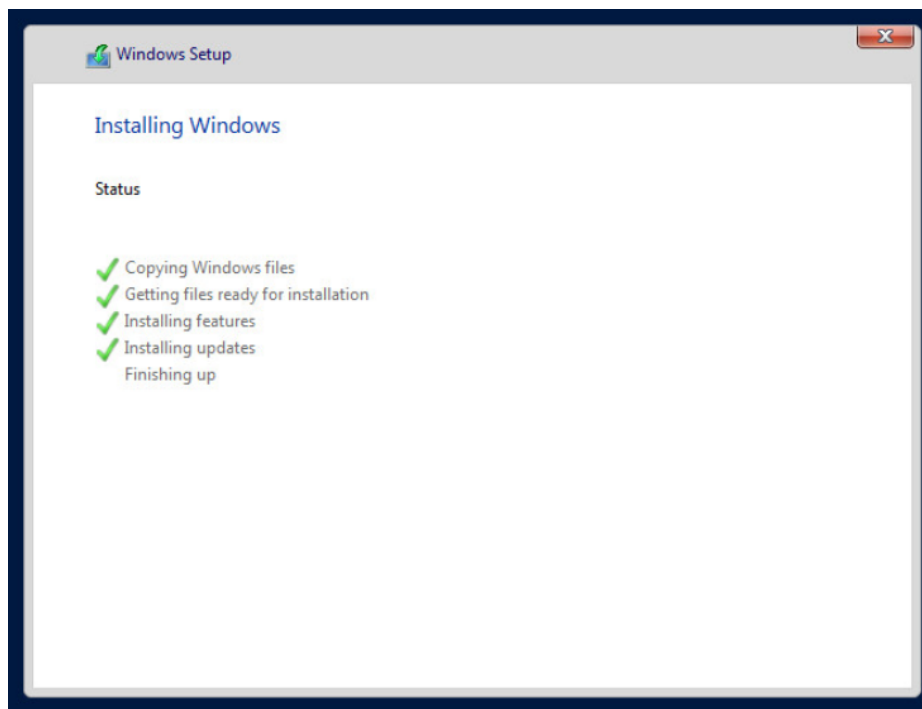 Windows Setup
Installing Windows
Status
Copying Windows files
Getting files ready for installation
Installing features
Installing updates
Finishing up